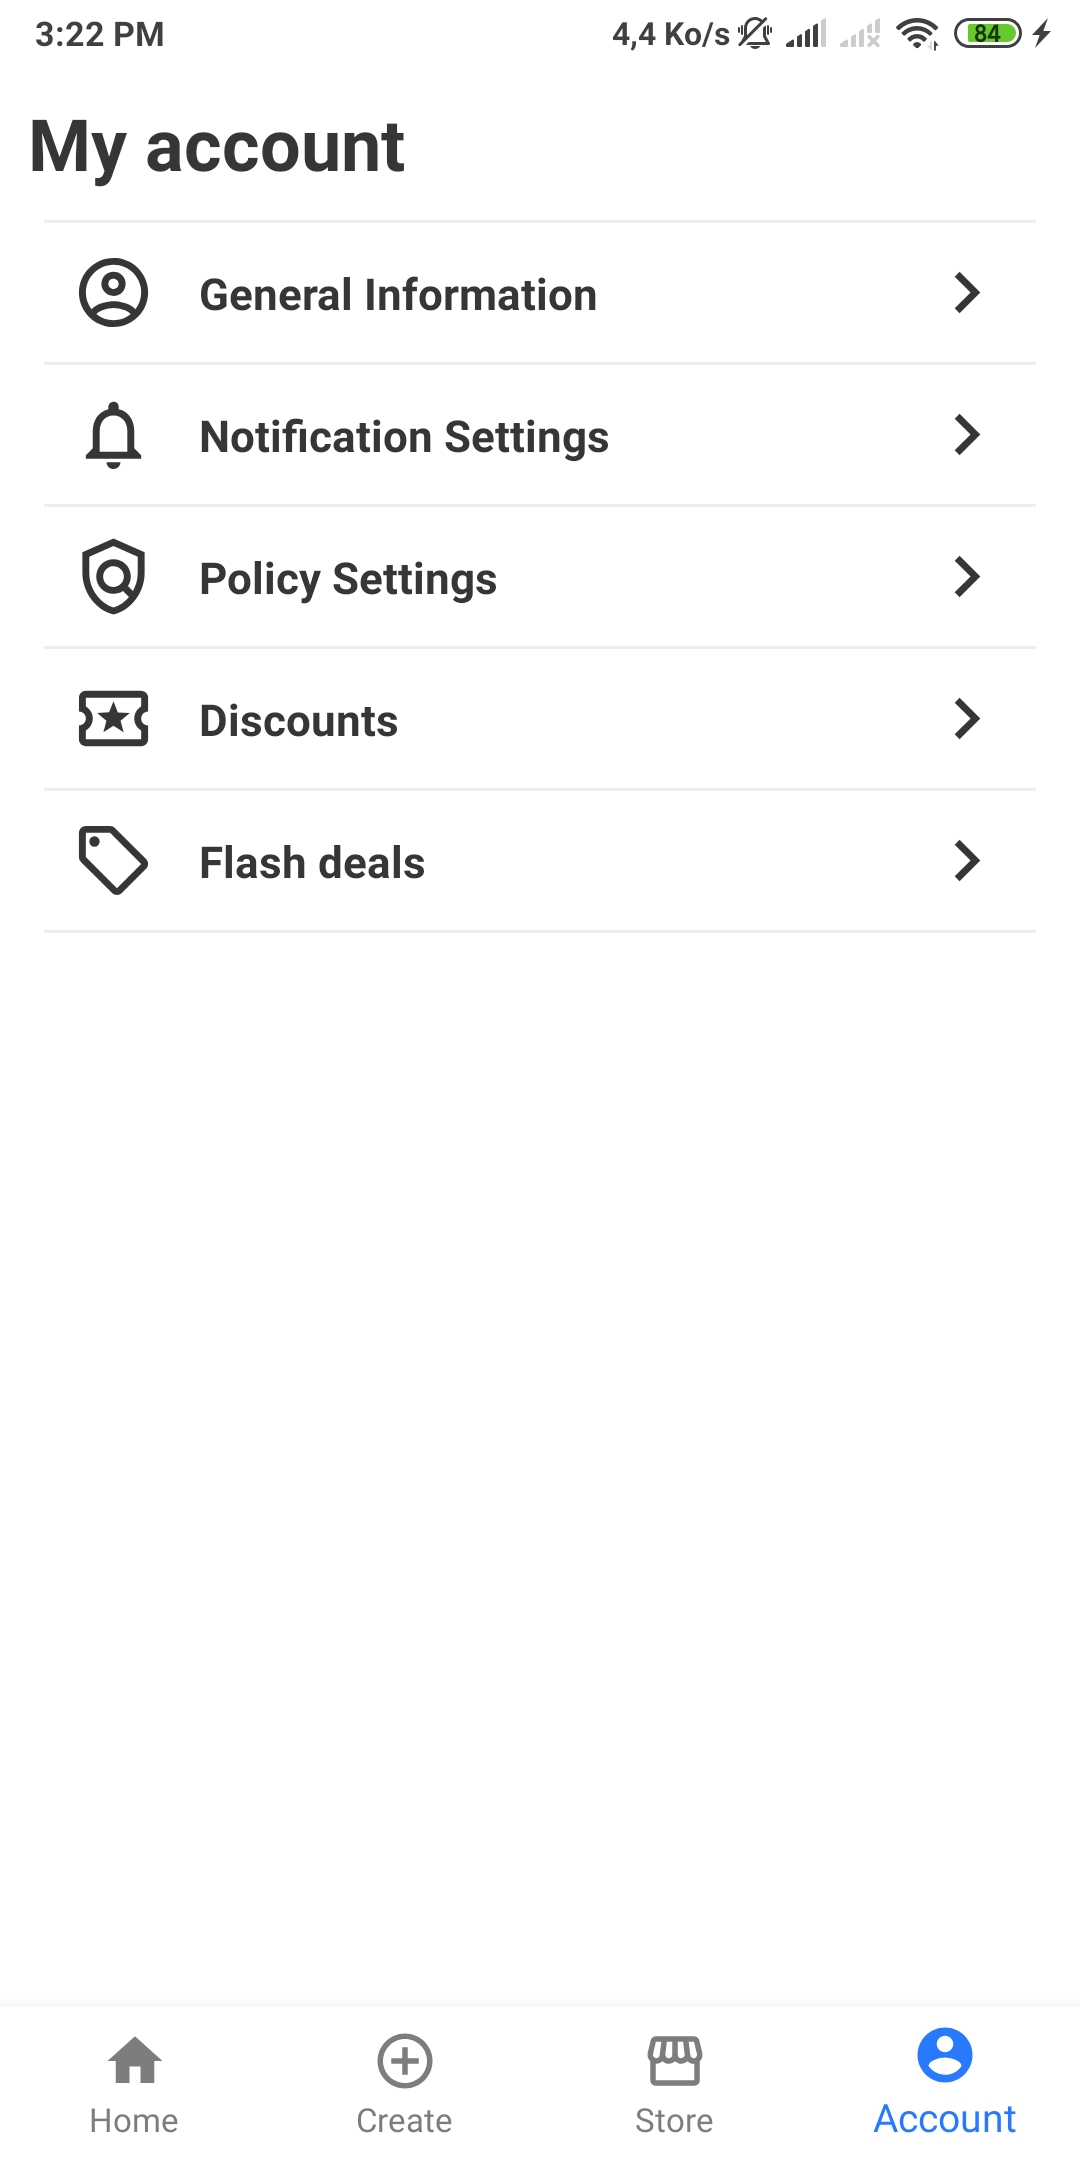 3:22 PM 4,4 Ko/s 84
My account
General Information
Notification Settings
Policy Settings
Discounts
Flash deals
Home Create Store Account